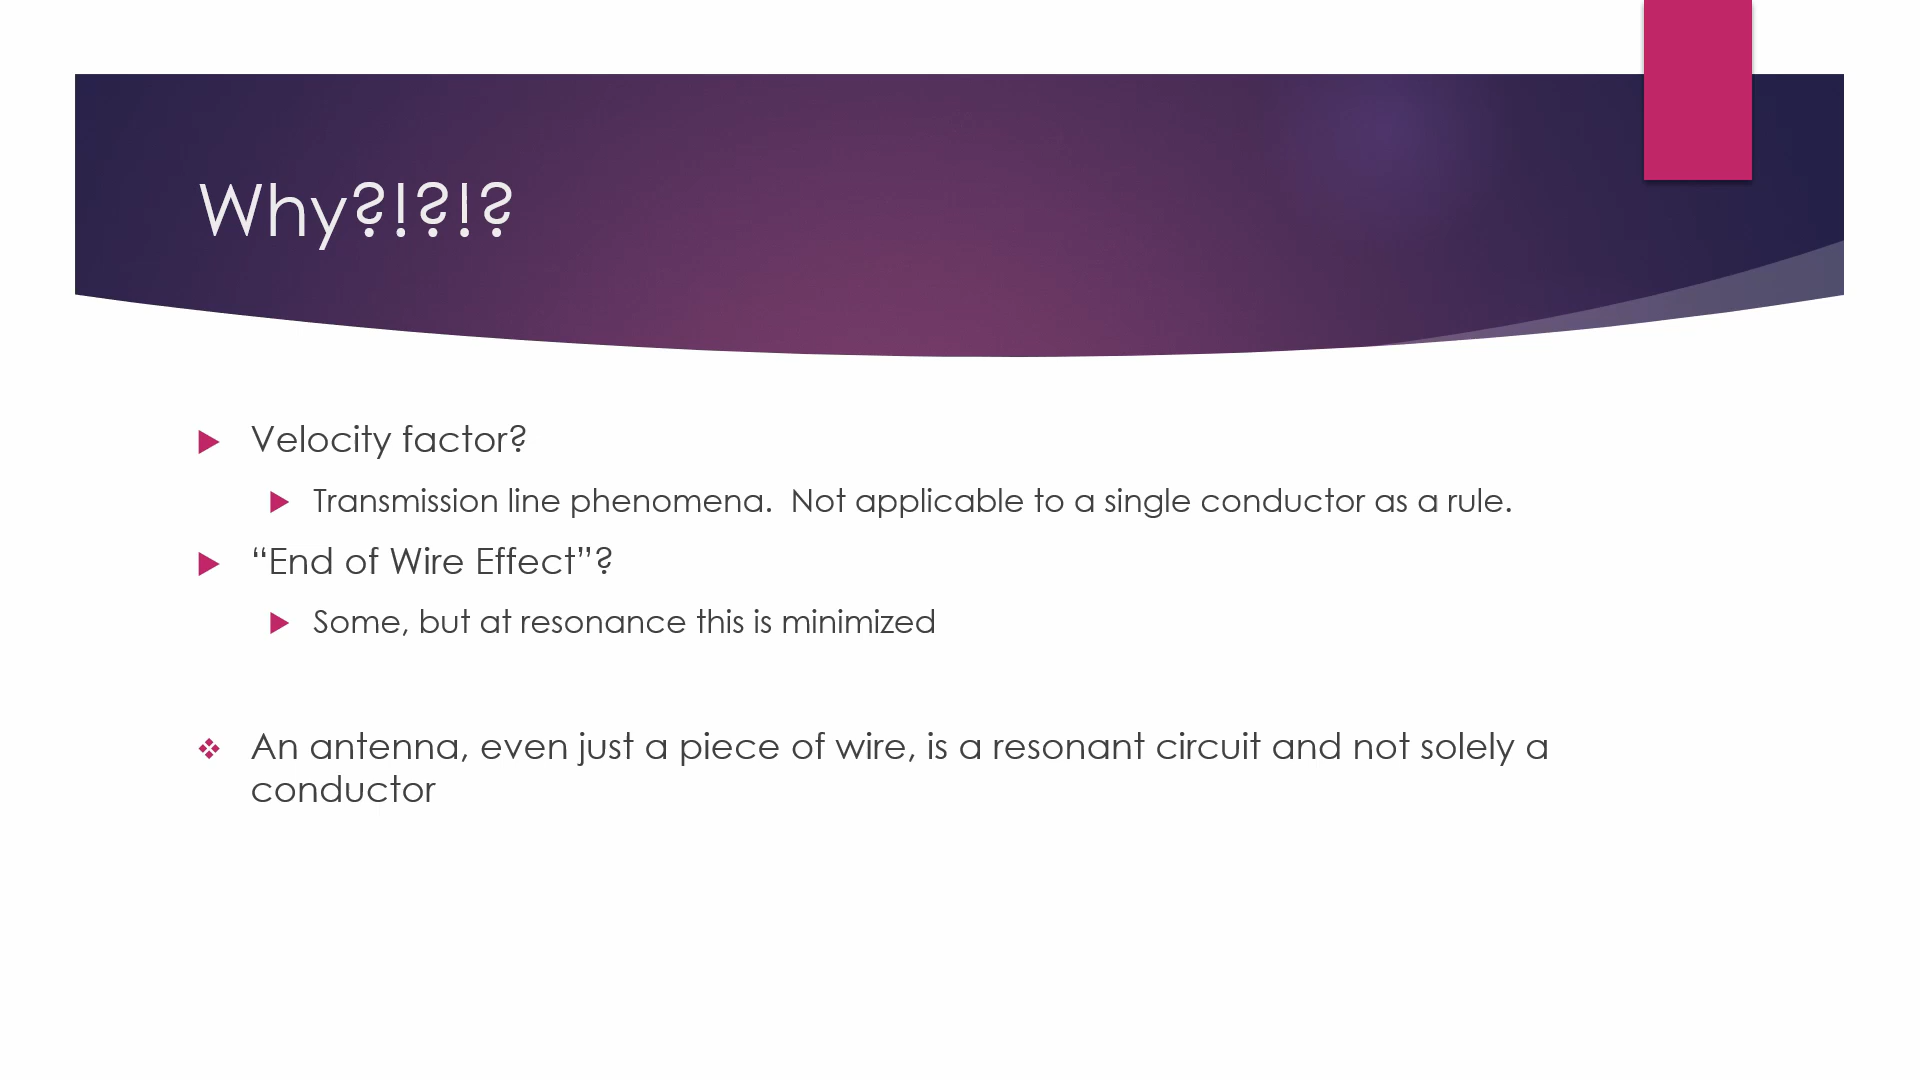 Why?!?!?
Velocity factor?
Transmission line phenomena.  Not applicable to a single conductor as a rule.
“End of Wire Effect”?
Some, but at resonance this is minimized
An antenna, even just a piece of wire, is a resonant circuit and not solely a
conductor